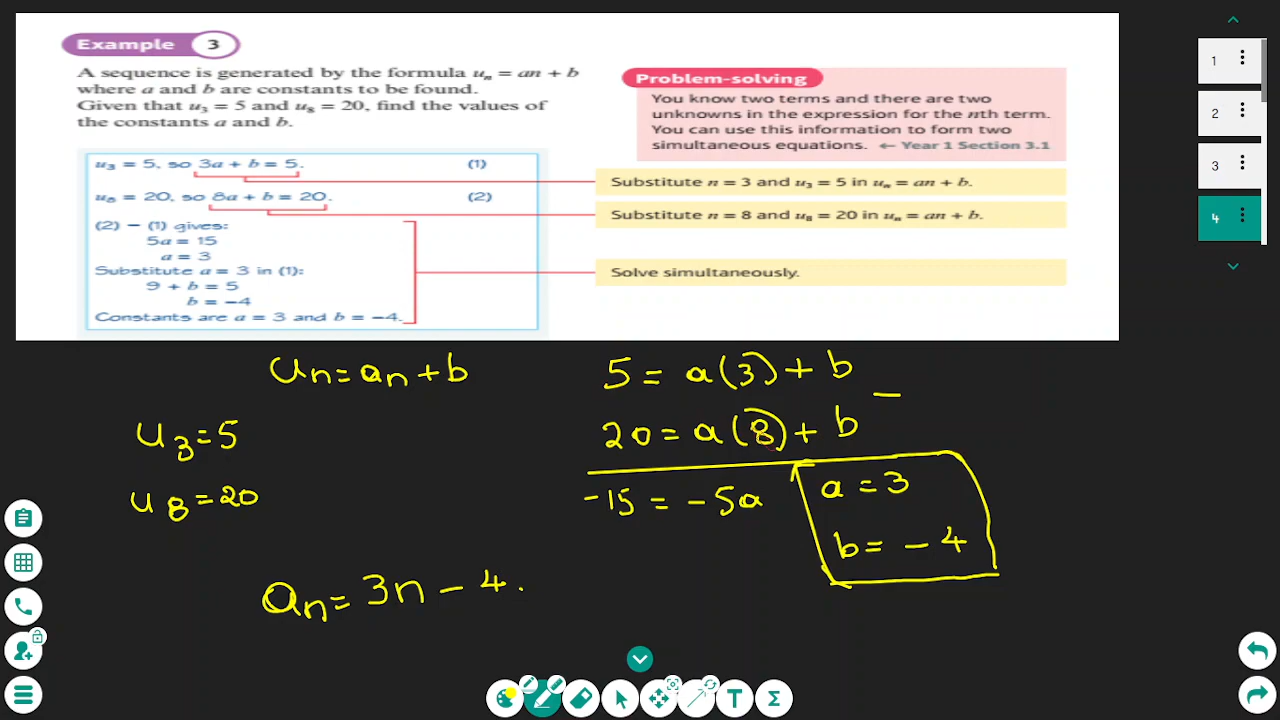 Example 3
A sequence is generated by the formula uₙ = an + b
where a and b are constants to be found.
Given that u₃ = 5 and u₈ = 20, find the values of
the constants a and b.
Problem-solving
You know two terms and there are two
unknowns in the expression for the nth term.
You can use this information to form two
simultaneous equations. ← Year 1 Section 3.1
u₃ = 5, so 3a + b = 5. (1)
Substitute n = 3 and u₃ = 5 in uₙ = an + b.
u₈ = 20, so 8a + b = 20. (2)
Substitute n = 8 and u₈ = 20 in uₙ = an + b.
(2) − (1) gives:
5a = 15
a = 3
Substitute a = 3 in (1):
9 + b = 5
b = −4
Constants are a = 3 and b = −4.
Solve simultaneously.
Uₙ = an + b
u₃ = 5
u₈ = 20
5 = a(3) + b
20 = a(8) + b
−
-15 = -5a
a = 3
b = - 4
aₙ = 3n - 4.
1
2
3
4
T
Σ